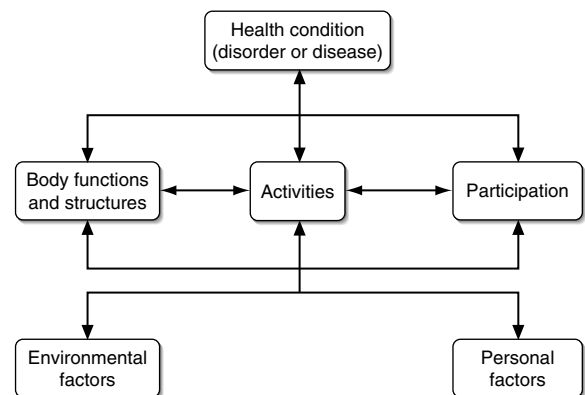 Health condition
(disorder or disease)
Body functions
and structures
Activities
Participation
Environmental
factors
Personal
factors